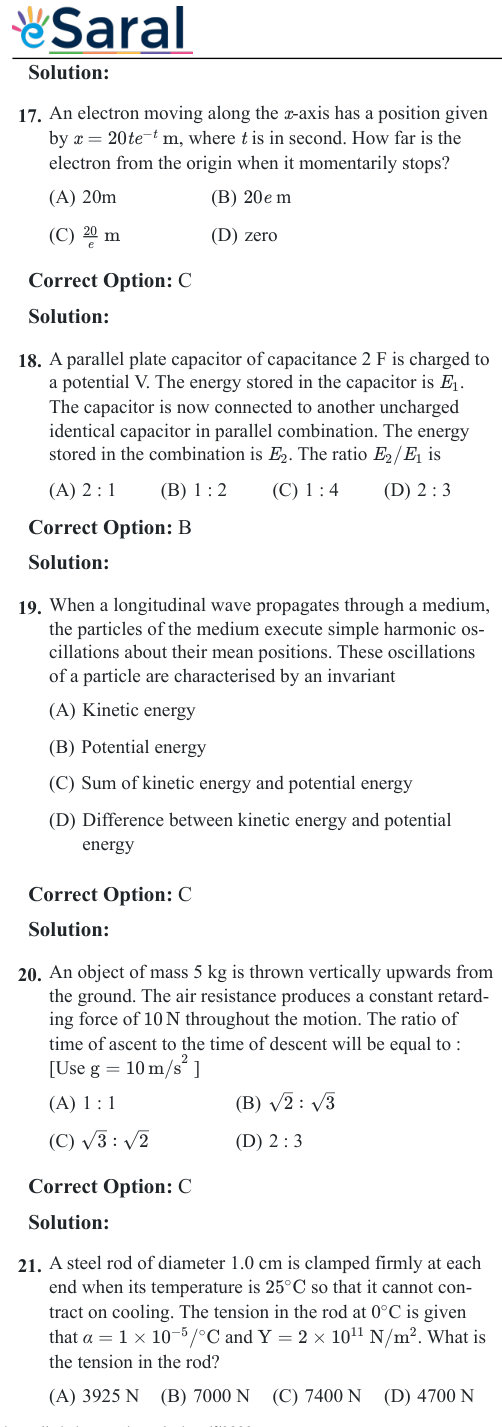 eSaral
Solution:
17. An electron moving along the x-axis has a position given
by x = 20te⁻ᵗ m, where t is in second. How far is the
electron from the origin when it momentarily stops?
(A) 20m (B) 20e m
(C) 20/e m (D) zero
Correct Option: C
Solution:
18. A parallel plate capacitor of capacitance 2 F is charged to
a potential V. The energy stored in the capacitor is E₁.
The capacitor is now connected to another uncharged
identical capacitor in parallel combination. The energy
stored in the combination is E₂. The ratio E₂/E₁ is
(A) 2 : 1 (B) 1 : 2 (C) 1 : 4 (D) 2 : 3
Correct Option: B
Solution:
19. When a longitudinal wave propagates through a medium,
the particles of the medium execute simple harmonic os-
cillations about their mean positions. These oscillations
of a particle are characterised by an invariant
(A) Kinetic energy
(B) Potential energy
(C) Sum of kinetic energy and potential energy
(D) Difference between kinetic energy and potential
energy
Correct Option: C
Solution:
20. An object of mass 5 kg is thrown vertically upwards from
the ground. The air resistance produces a constant retard-
ing force of 10 N throughout the motion. The ratio of
time of ascent to the time of descent will be equal to :
[Use g = 10 m/s² ]
(A) 1 : 1 (B) √2 : √3
(C) √3 : √2 (D) 2 : 3
Correct Option: C
Solution:
21. A steel rod of diameter 1.0 cm is clamped firmly at each
end when its temperature is 25°C so that it cannot con-
tract on cooling. The tension in the rod at 0°C is given
that α = 1 × 10⁻⁵/°C and Y = 2 × 10¹¹ N/m². What is
the tension in the rod?
(A) 3925 N (B) 7000 N (C) 7400 N (D) 4700 N